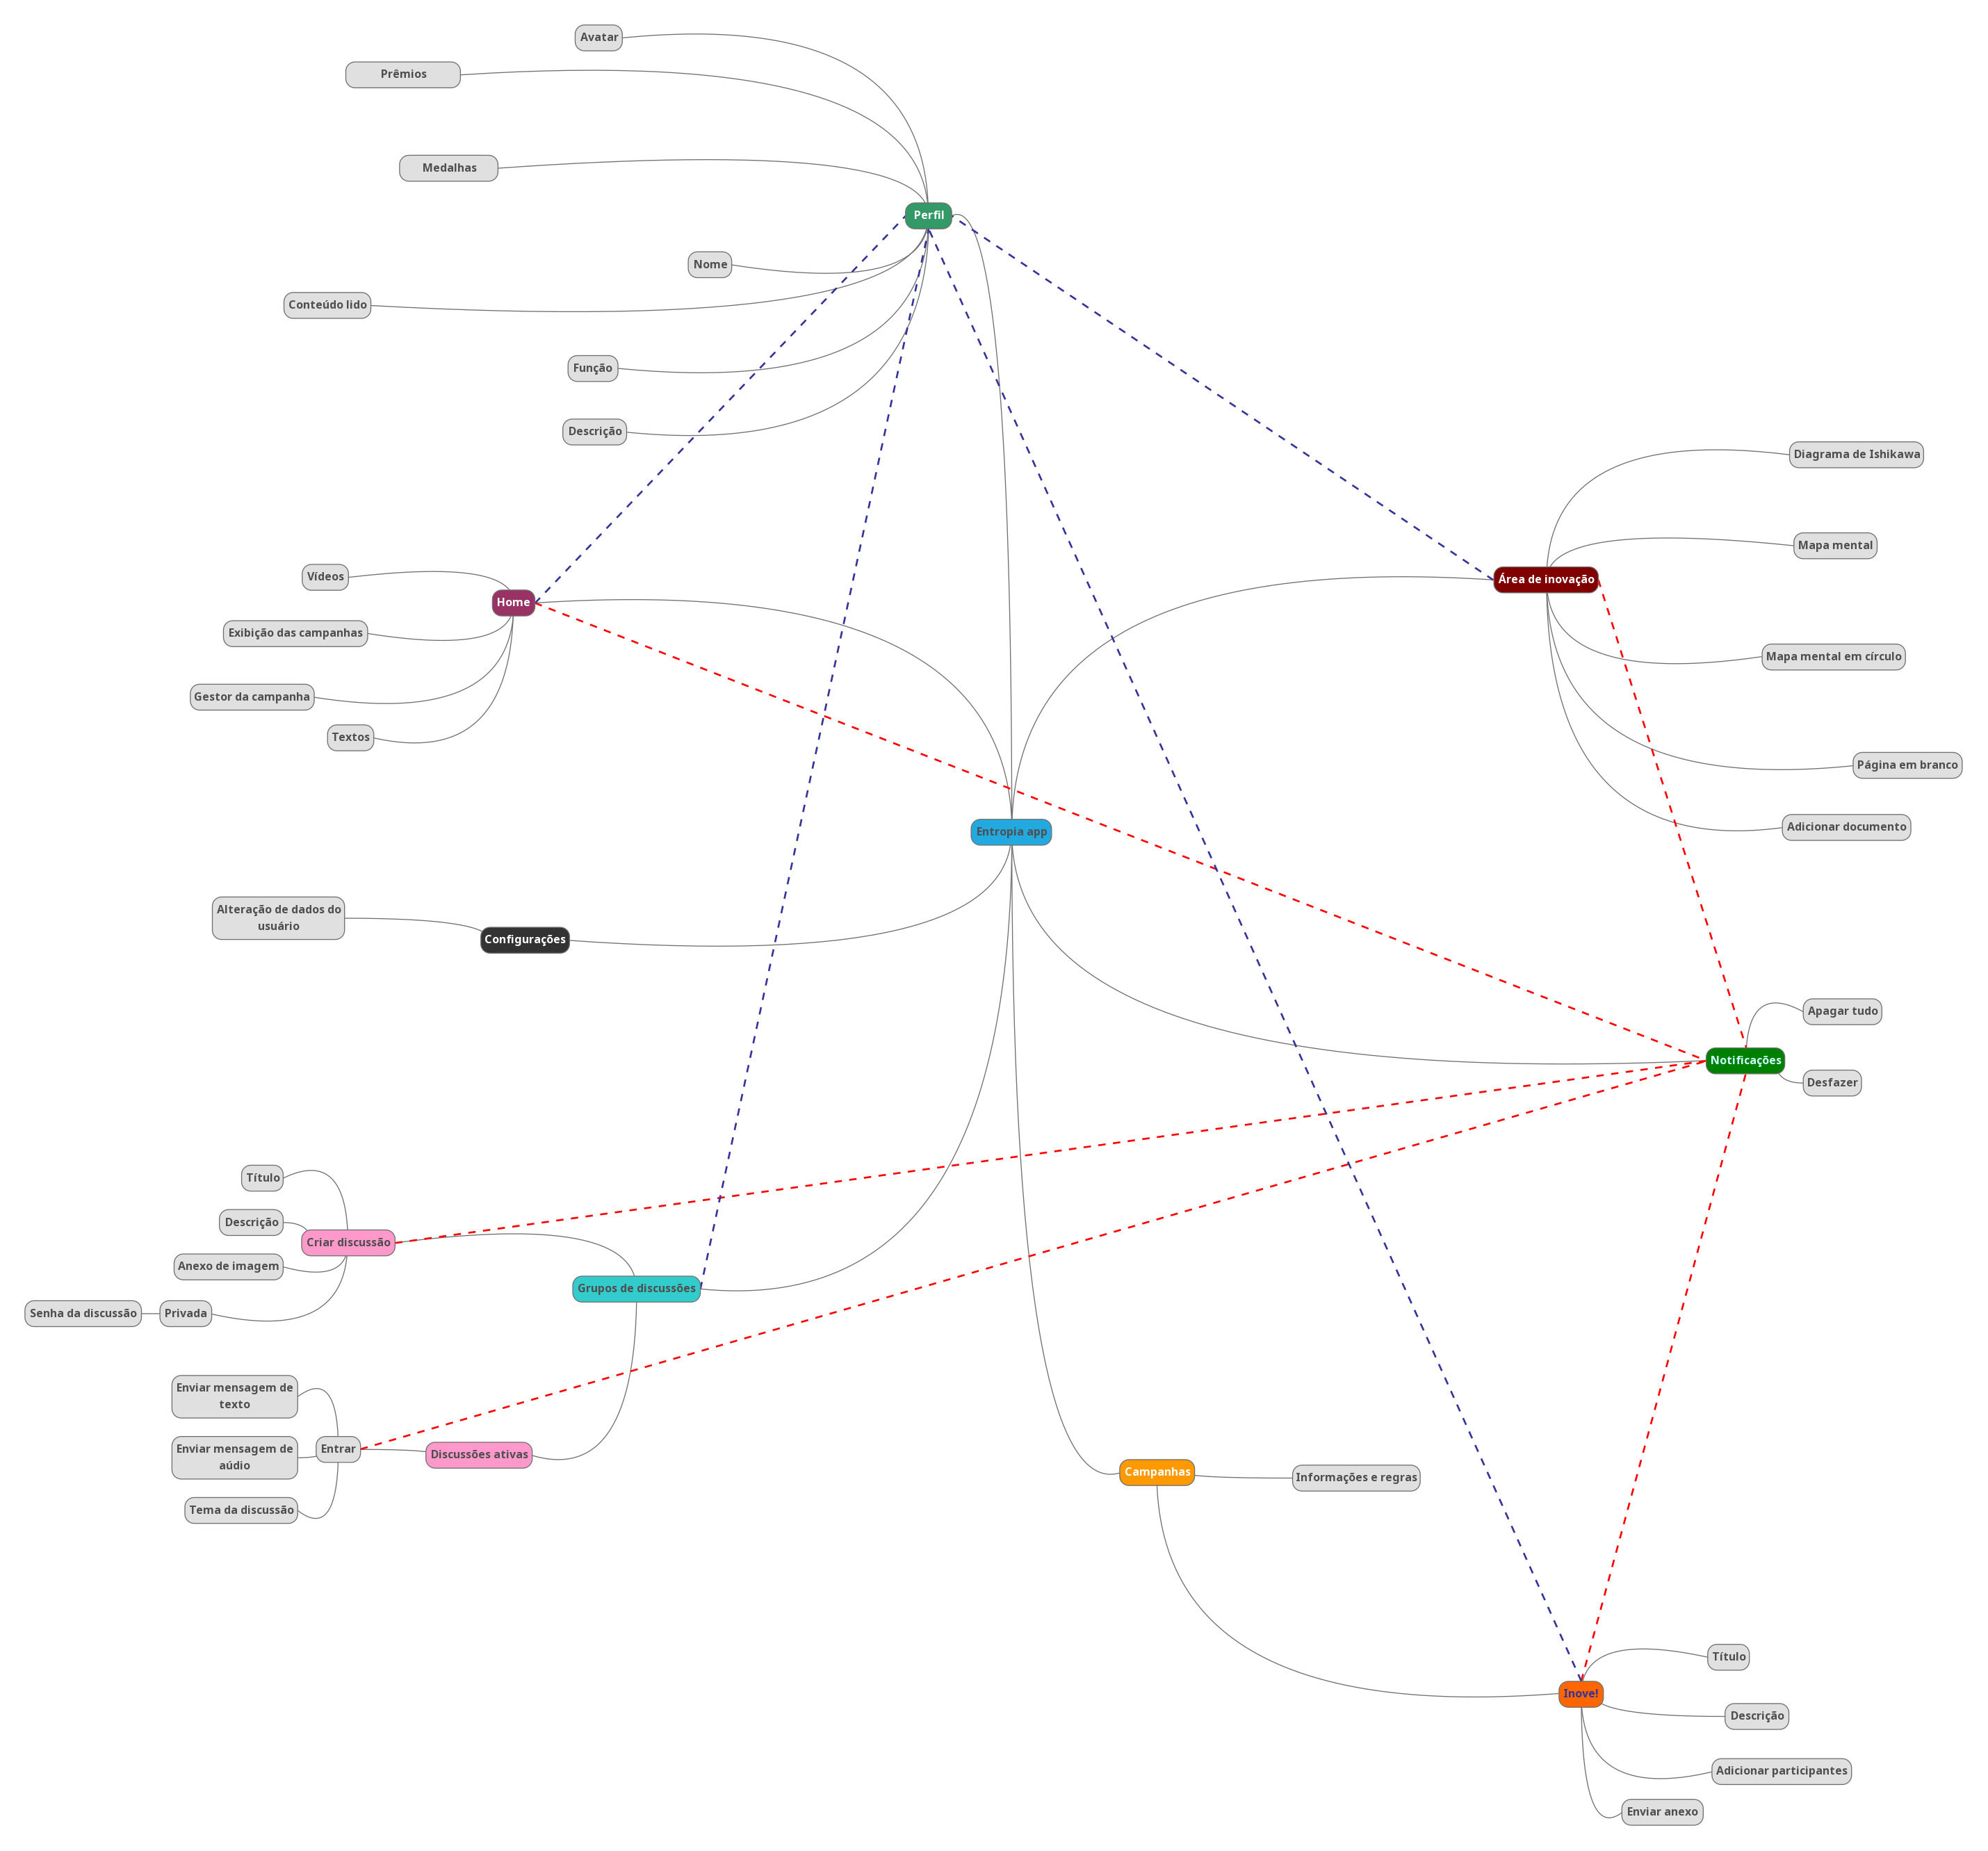 Avatar
Prêmios
Medalhas
Perfil
Nome
Conteúdo lido
Função
Descrição
Diagrama de Ishikawa
Mapa mental
Área de inovação
Mapa mental em círculo
Página em branco
Adicionar documento
Vídeos
Home
Exibição das campanhas
Gestor da campanha
Textos
Entropia app
Alteração de dados do
usuário
Configurações
Apagar tudo
Notificações
Desfazer
Título
Descrição
Criar discussão
Anexo de imagem
Senha da discussão
Privada
Grupos de discussões
Enviar mensagem de
texto
Entrar
Enviar mensagem de
aúdio
Discussões ativas
Tema da discussão
Campanhas
Informações e regras
Título
Inove!
Descrição
Adicionar participantes
Enviar anexo